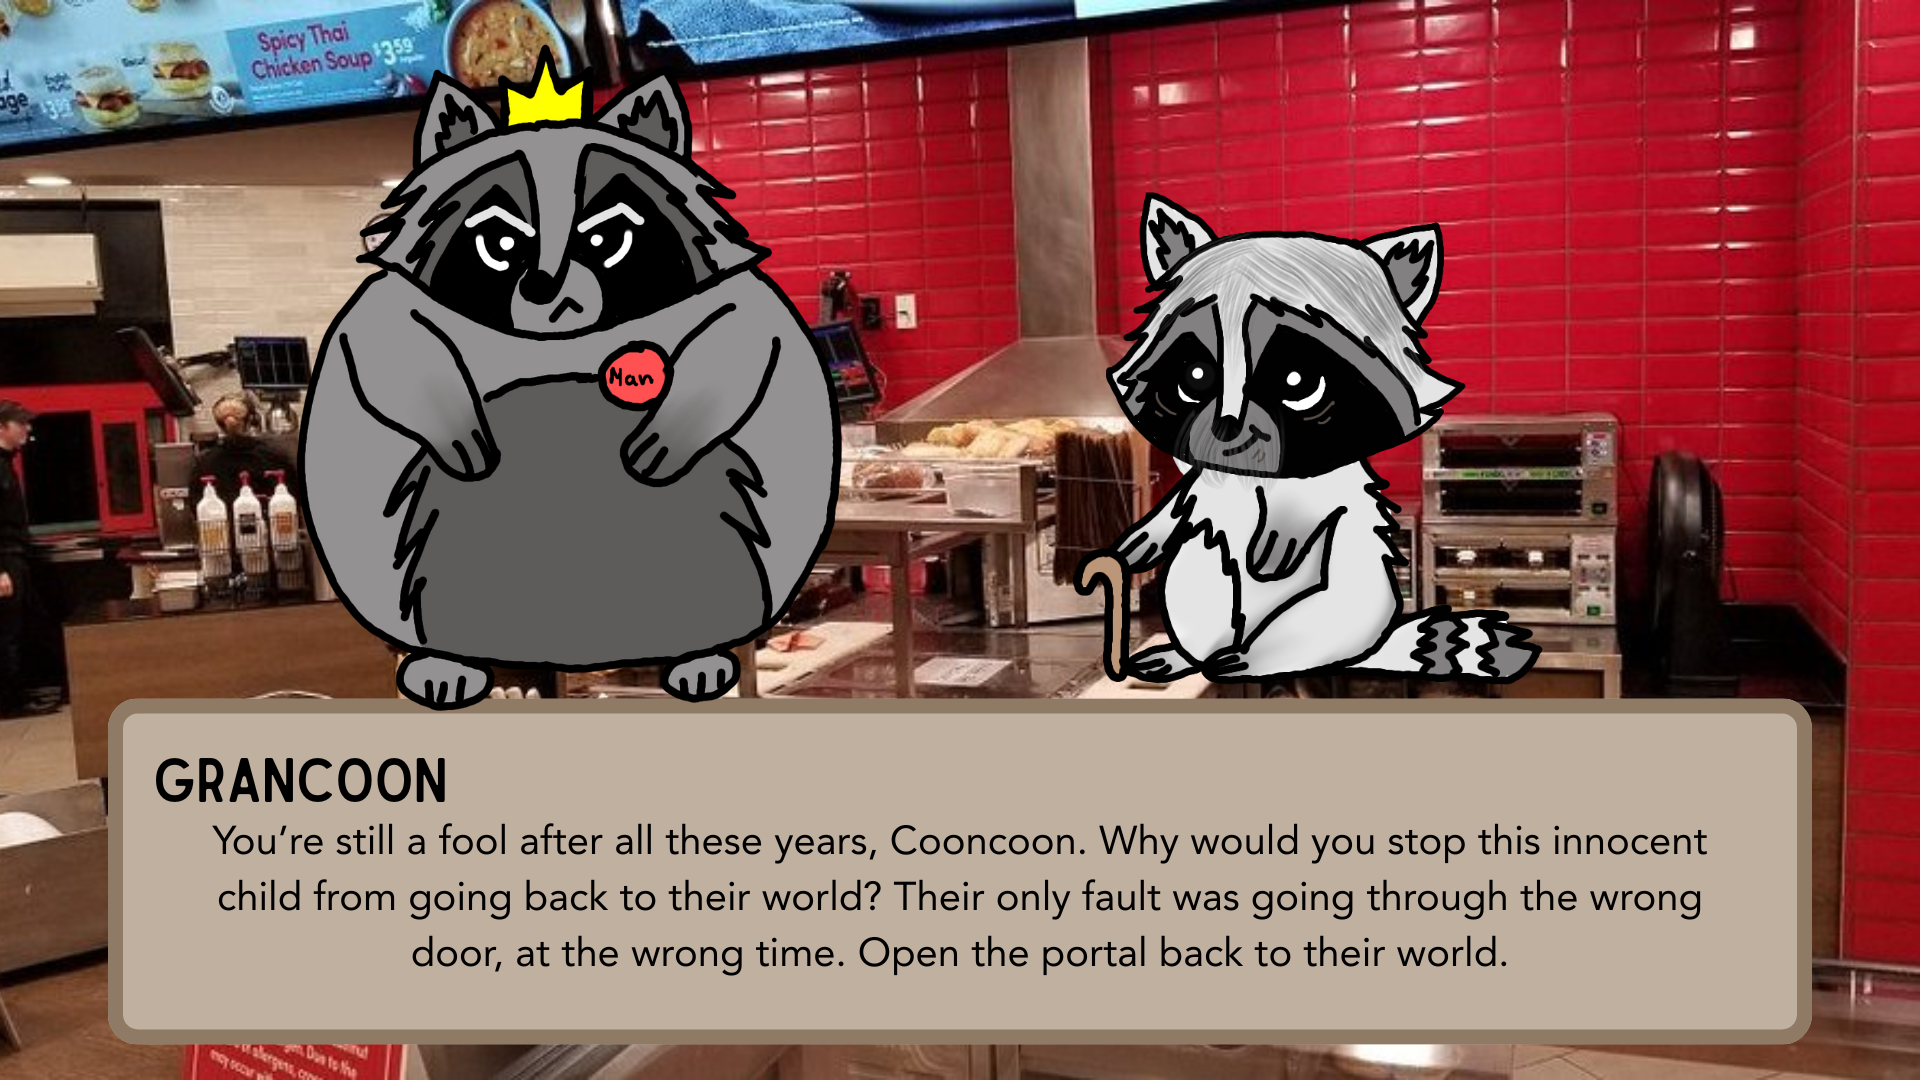 Spicy Thai
Chicken Soup $3.59
Man
GRANCOON
You're still a fool after all these years, Cooncoon. Why would you stop this innocent
child from going back to their world? Their only fault was going through the wrong
door, at the wrong time. Open the portal back to their world.
may occur